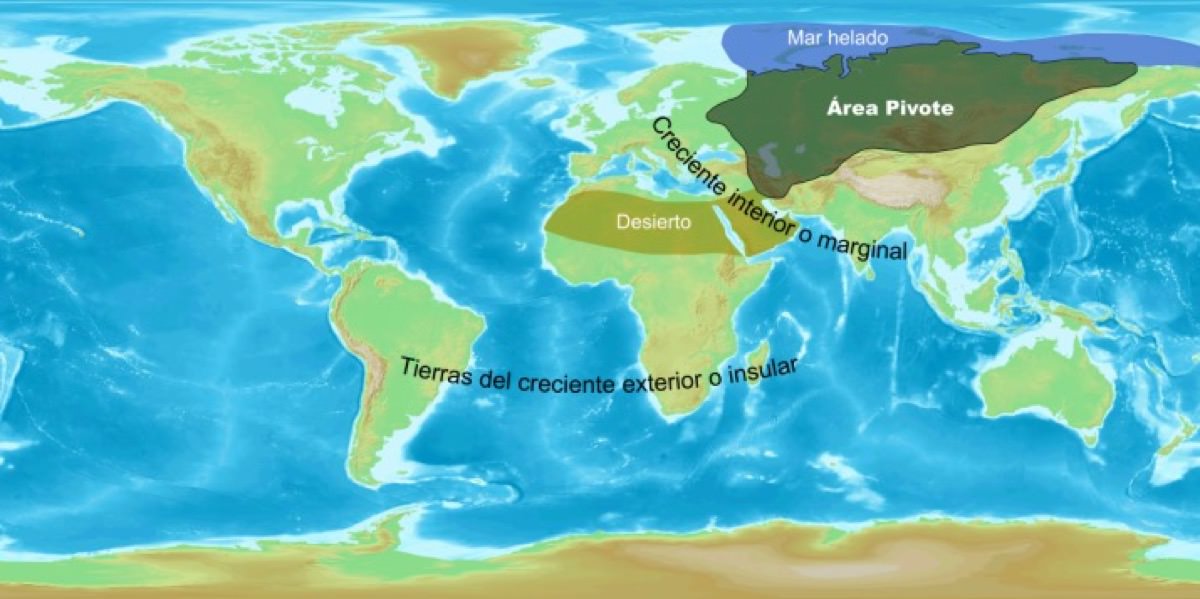 Mar helado
Área Pivote
Creciente interior o marginal
Desierto
Tierras del creciente exterior o insular